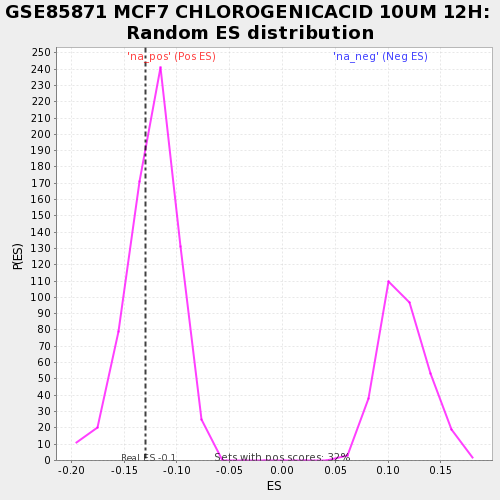 GSE85871 MCF7 CHLOROGENICACID 10UM 12H:
Random ES distribution
'na_pos' (Pos ES)
'na_neg' (Neg ES)
250
240
230
220
210
200
190
180
170
160
150
140
130
120
110
100
90
80
70
60
50
40
30
20
10
0
P(ES)
Real ES -0.1
Sets with pos scores: 32%
-0.20 -0.15 -0.10 -0.05 0.00 0.05 0.10 0.15
ES